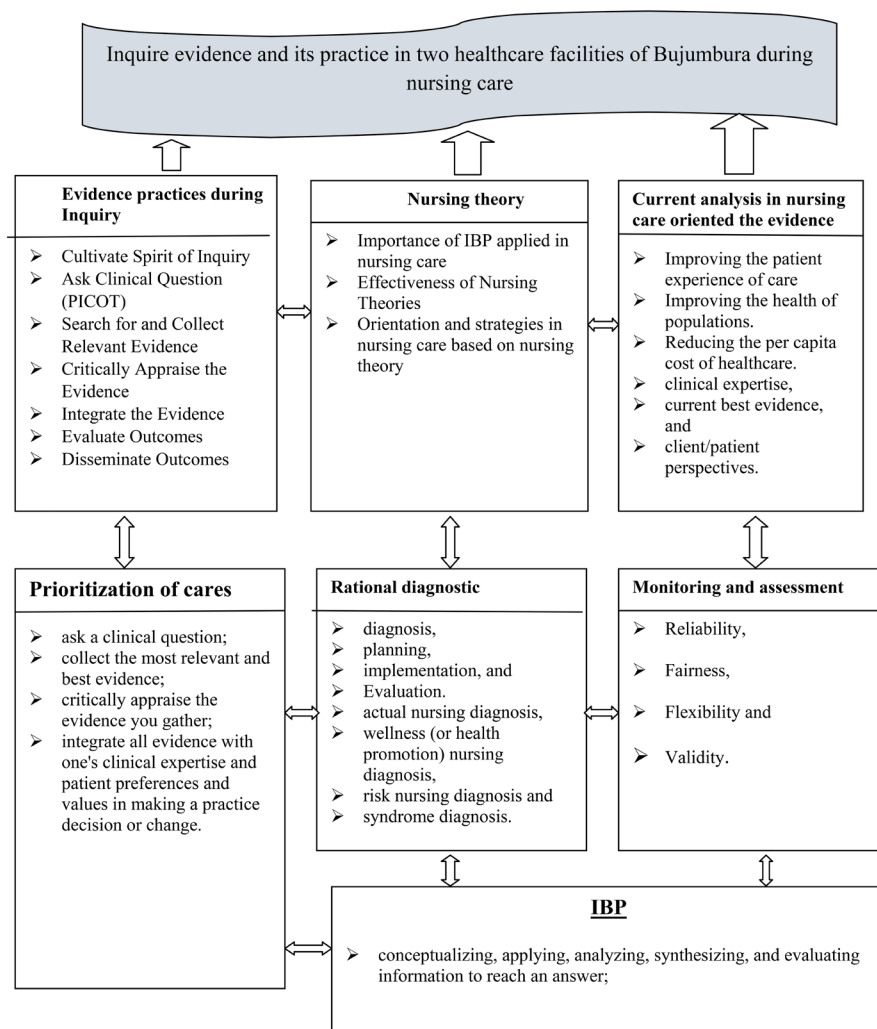 Inquire evidence and its practice in two healthcare facilities of Bujumbura during
nursing care
Evidence practices during
Inquiry
➢ Cultivate Spirit of Inquiry
➢ Ask Clinical Question
(PICOT)
➢ Search for and Collect
Relevant Evidence
➢ Critically Appraise the
Evidence
➢ Integrate the Evidence
➢ Evaluate Outcomes
➢ Disseminate Outcomes
Nursing theory
➢ Importance of IBP applied in
nursing care
➢ Effectiveness of Nursing
Theories
➢ Orientation and strategies in
nursing care based on nursing
theory
Current analysis in nursing
care oriented the evidence
➢ Improving the patient
experience of care
➢ Improving the health of
populations.
➢ Reducing the per capita
cost of healthcare.
➢ clinical expertise,
➢ current best evidence,
and
➢ client/patient
perspectives.
Prioritization of cares
➢ ask a clinical question;
➢ collect the most relevant and
best evidence;
➢ critically appraise the
evidence you gather;
➢ integrate all evidence with
one's clinical expertise and
patient preferences and
values in making a practice
decision or change.
Rational diagnostic
➢ diagnosis,
➢ planning,
➢ implementation, and
➢ Evaluation.
➢ actual nursing diagnosis,
➢ wellness (or health
promotion) nursing
diagnosis,
➢ risk nursing diagnosis and
➢ syndrome diagnosis.
Monitoring and assessment
➢ Reliability,
➢ Fairness,
➢ Flexibility and
➢ Validity.
IBP
➢ conceptualizing, applying, analyzing, synthesizing, and evaluating
information to reach an answer;